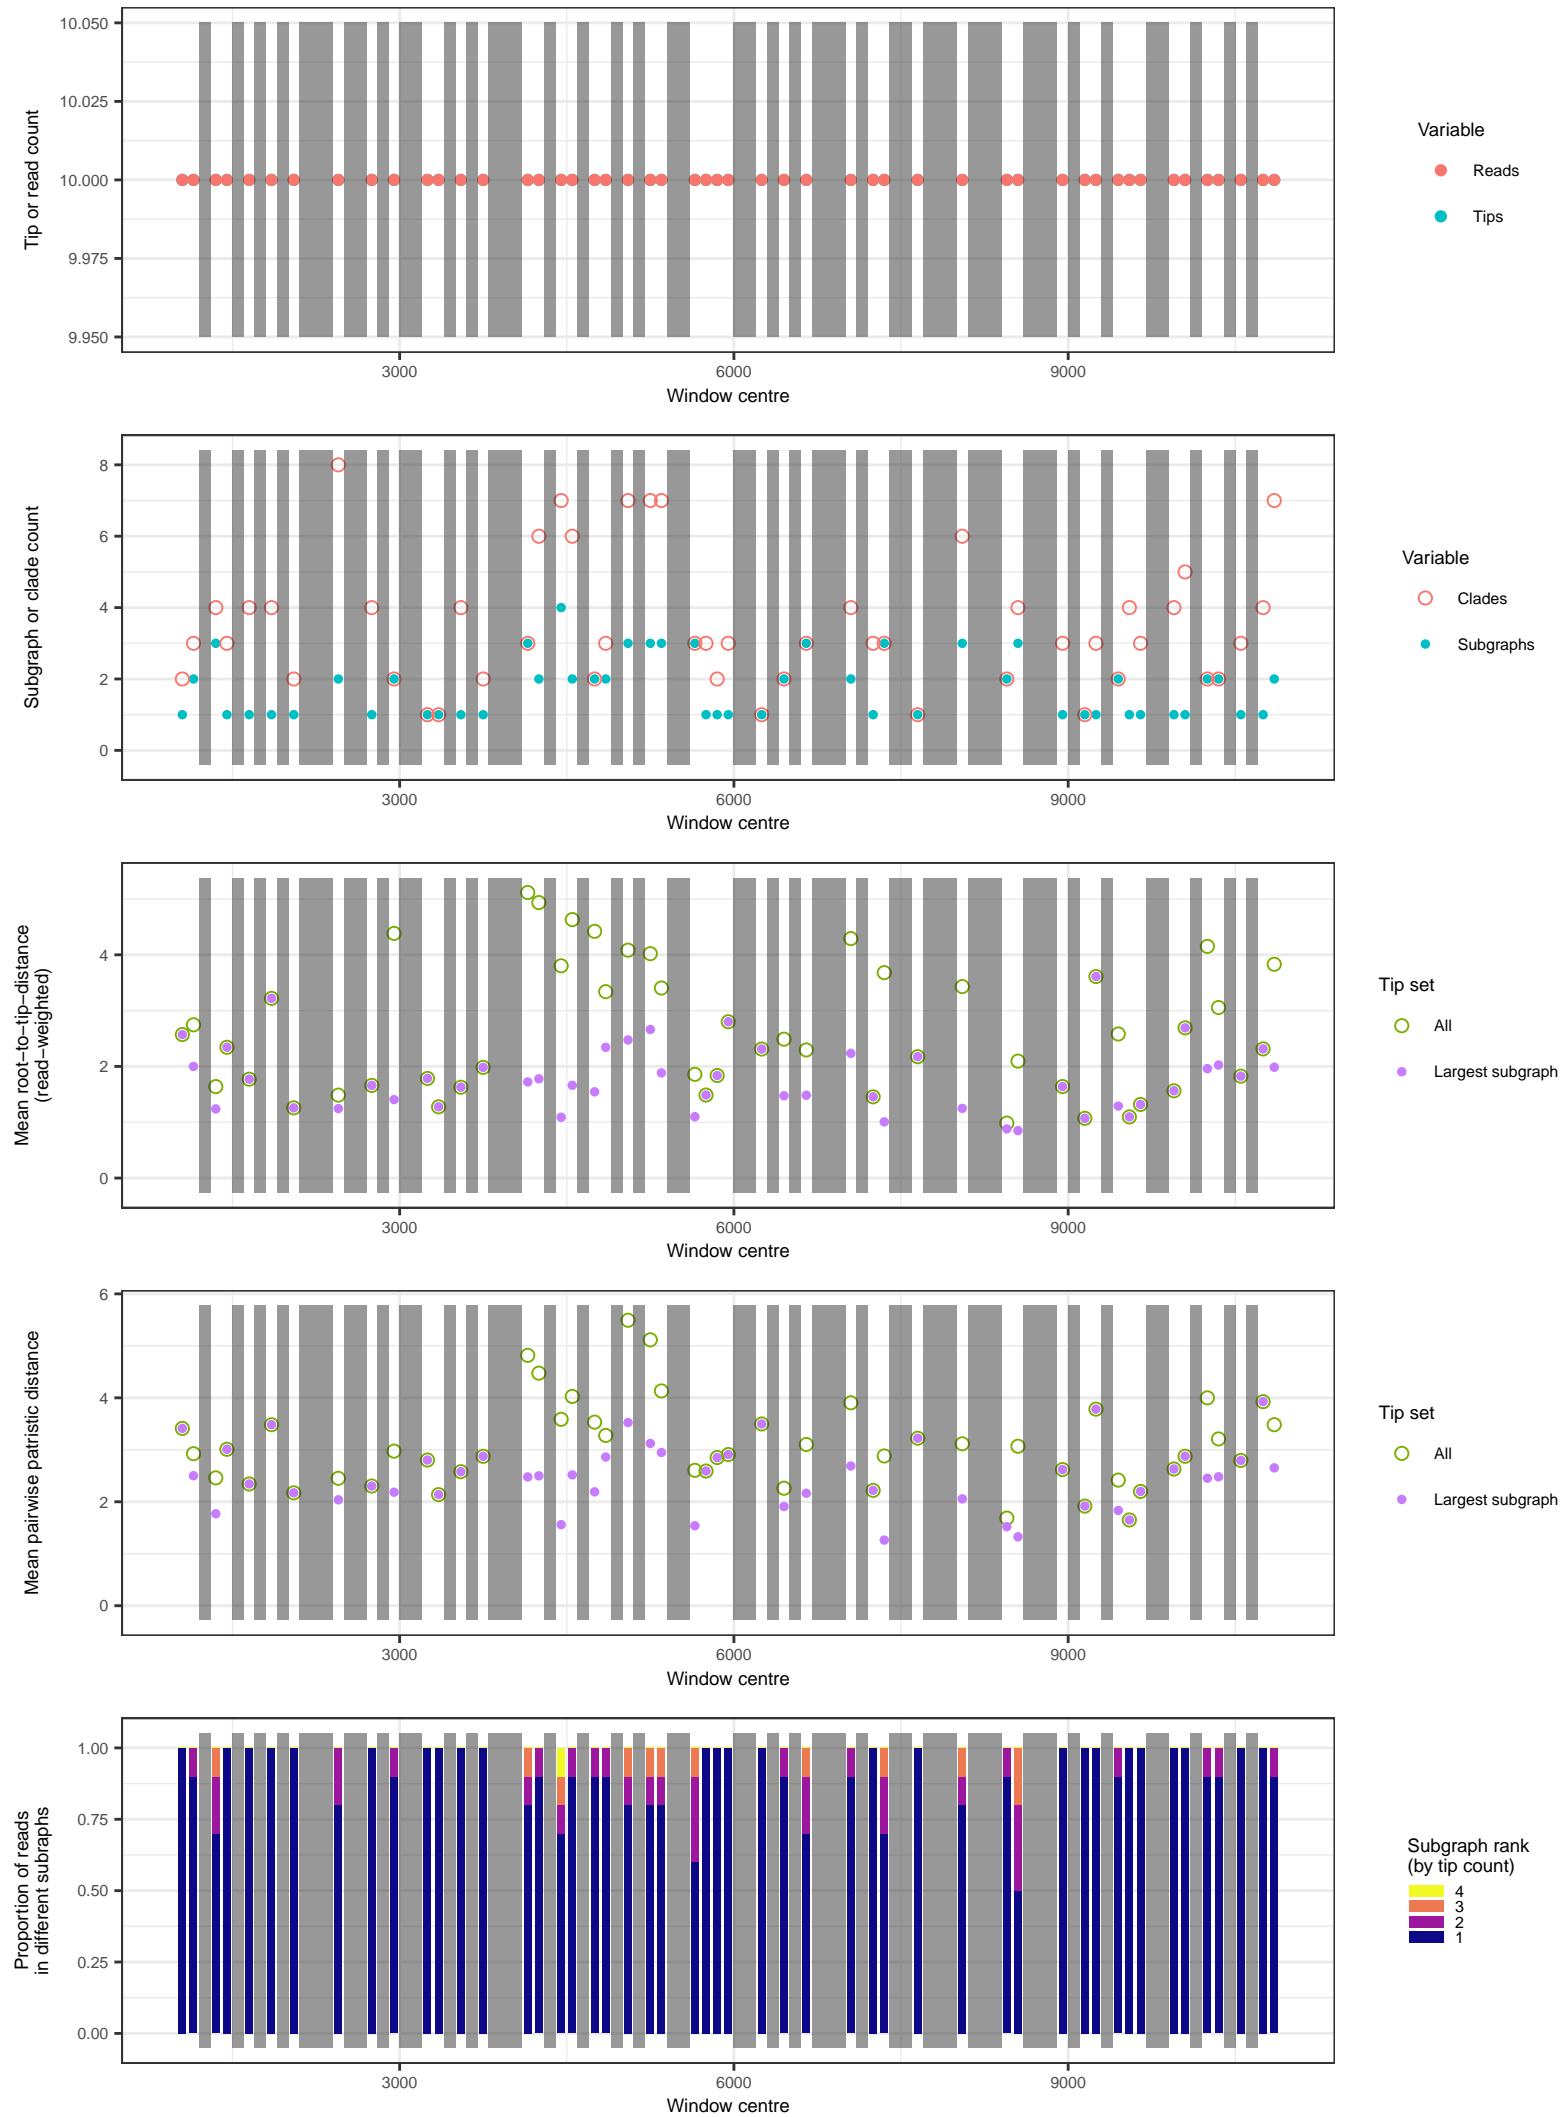 10.050
10.025
10.000
9.975
9.950
Tip or read count
3000
6000
9000
Window centre
Variable
Reads
Tips
8
6
4
2
0
Subgraph or clade count
3000
6000
9000
Window centre
Variable
Clades
Subgraphs
4
2
0
Mean root−to−tip−distance
(read−weighted)
3000
6000
9000
Window centre
Tip set
All
Largest subgraph
6
4
2
0
Mean pairwise patristic distance
3000
6000
9000
Window centre
Tip set
All
Largest subgraph
1.00
0.75
0.50
0.25
0.00
Proportion of reads
in different subraphs
3000
6000
9000
Window centre
Subgraph rank
(by tip count)
4
3
2
1